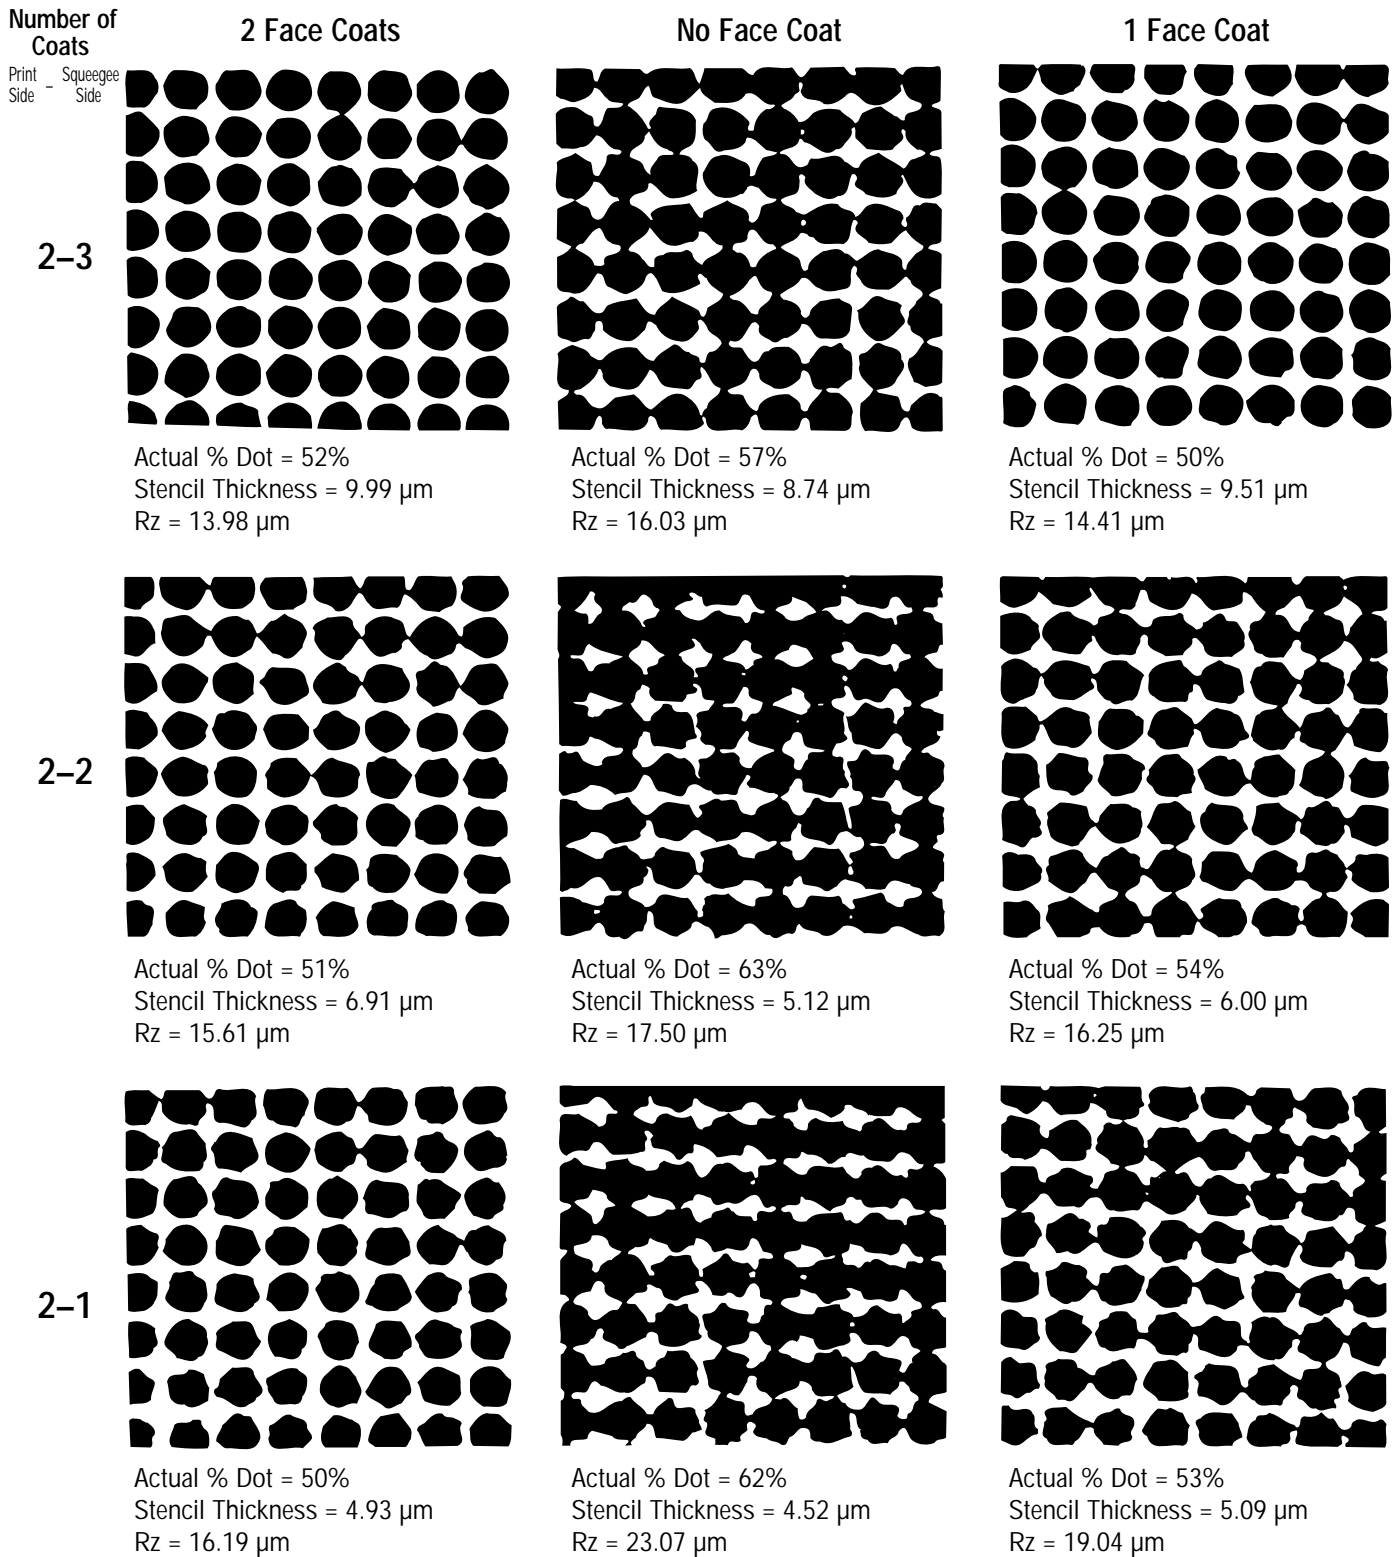 Number of
Coats
Print Side – Squeegee Side
2 Face Coats
No Face Coat
1 Face Coat
2–3
Actual % Dot = 52%
Stencil Thickness = 9.99 µm
Rz = 13.98 µm
Actual % Dot = 57%
Stencil Thickness = 8.74 µm
Rz = 16.03 µm
Actual % Dot = 50%
Stencil Thickness = 9.51 µm
Rz = 14.41 µm
2–2
Actual % Dot = 51%
Stencil Thickness = 6.91 µm
Rz = 15.61 µm
Actual % Dot = 63%
Stencil Thickness = 5.12 µm
Rz = 17.50 µm
Actual % Dot = 54%
Stencil Thickness = 6.00 µm
Rz = 16.25 µm
2–1
Actual % Dot = 50%
Stencil Thickness = 4.93 µm
Rz = 16.19 µm
Actual % Dot = 62%
Stencil Thickness = 4.52 µm
Rz = 23.07 µm
Actual % Dot = 53%
Stencil Thickness = 5.09 µm
Rz = 19.04 µm